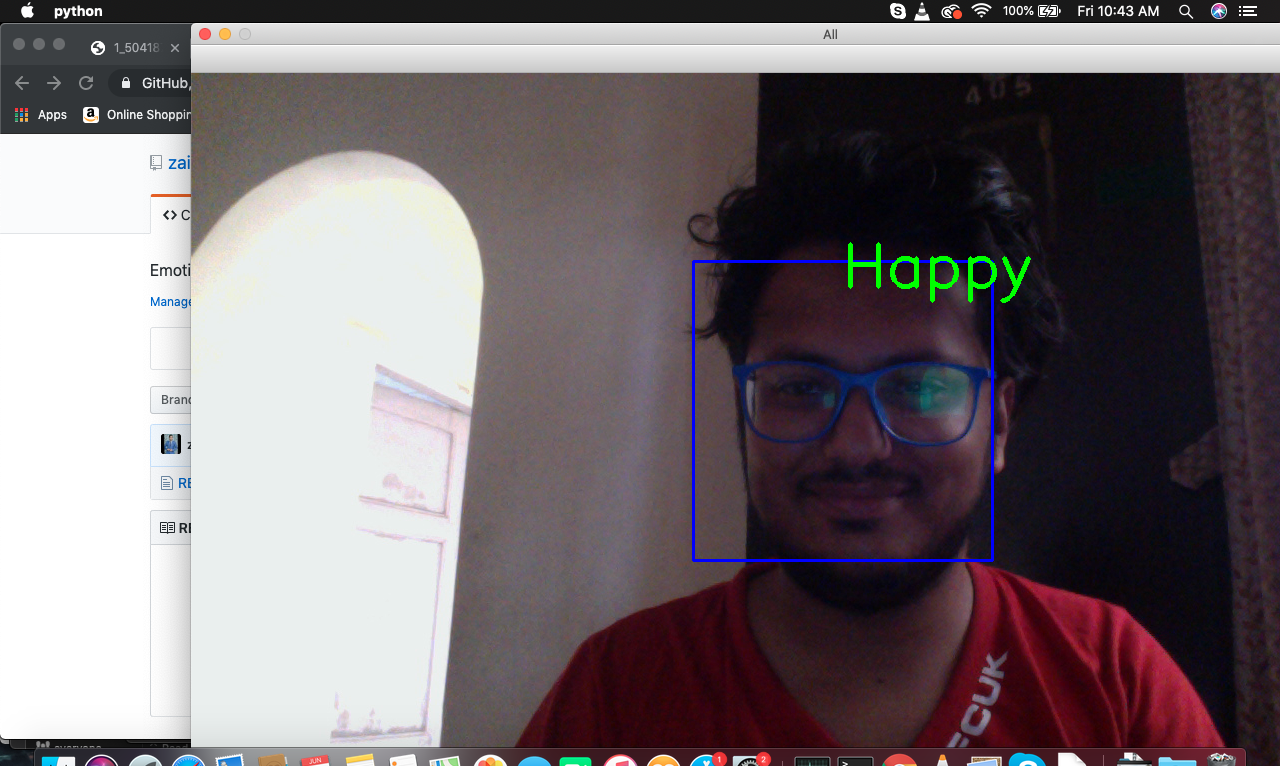 python
100%
Fri 10:43 AM
1_50418
All
GitHub,
Apps
Online Shoppin
zai
C
Emoti
Manage
Branc
z
RE
RE
405
Happy
FCUK
everyone
JUN
1
2